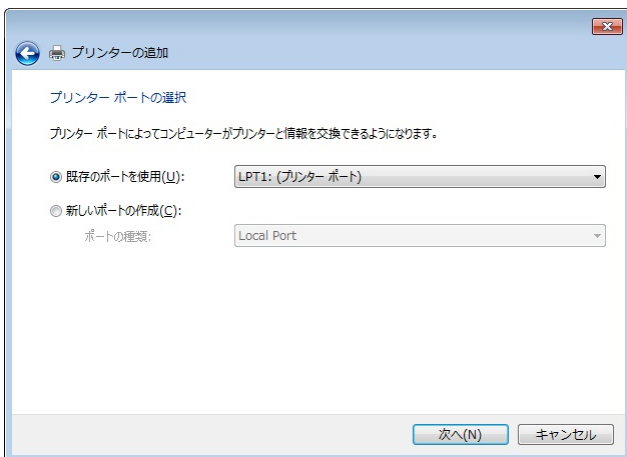 プリンターの追加
プリンター ポートの選択
プリンター ポートによってコンピューターがプリンターと情報を交換できるようになります。
既存のポートを使用(U): LPT1: (プリンター ポート)
新しいポートの作成(C):
ポートの種類: Local Port
次へ(N) キャンセル